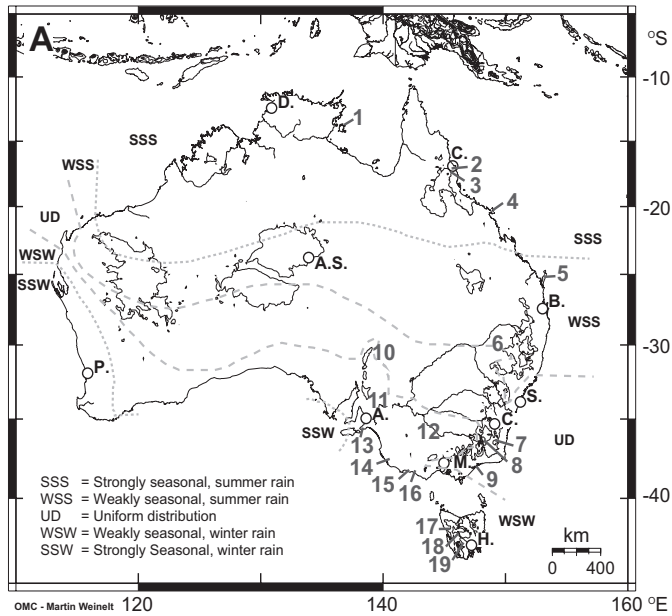 A
°S
-10
-20
-30
-40
D.
1
SSS
C.
2
3
WSS
4
UD
SSS
WSW
A.S.
5
SSW
B.
WSS
6
10
P.
11
A.
S.
C.
12
SSW
13
7
UD
14
M.
8
15
16
9
SSS = Strongly seasonal, summer rain
WSS = Weakly seasonal, summer rain
UD = Uniform distribution
WSW = Weakly seasonal, winter rain
SSW = Strongly Seasonal, winter rain
WSW
17
18
H.
19
km
0 400
OMC - Martin Weinelt
120 140 160 °E